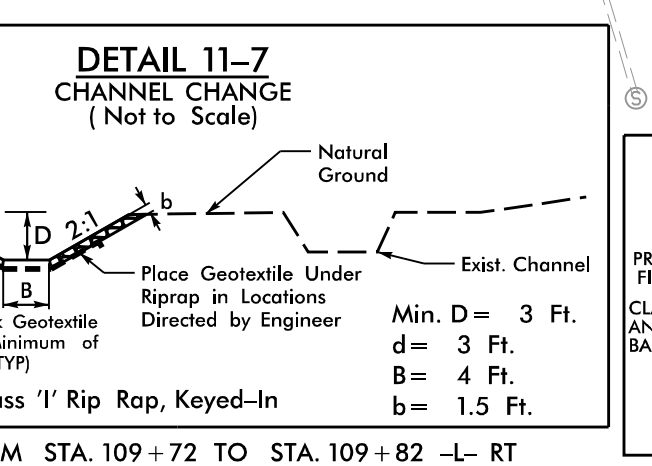 DETAIL 11–7
CHANNEL CHANGE
( Not to Scale)
Natural
Ground
b
2:1
D
B
Exist. Channel
Place Geotextile Under
Riprap in Locations
Directed by Engineer
Geotextile
inimum of
TYP)
Min. D = 3 Ft.
d = 3 Ft.
B = 4 Ft.
b = 1.5 Ft.
ass 'I' Rip Rap, Keyed–In
M STA. 109 + 72 TO STA. 109 + 82 –L– RT
S
PR
FI
CLA
AN
BA